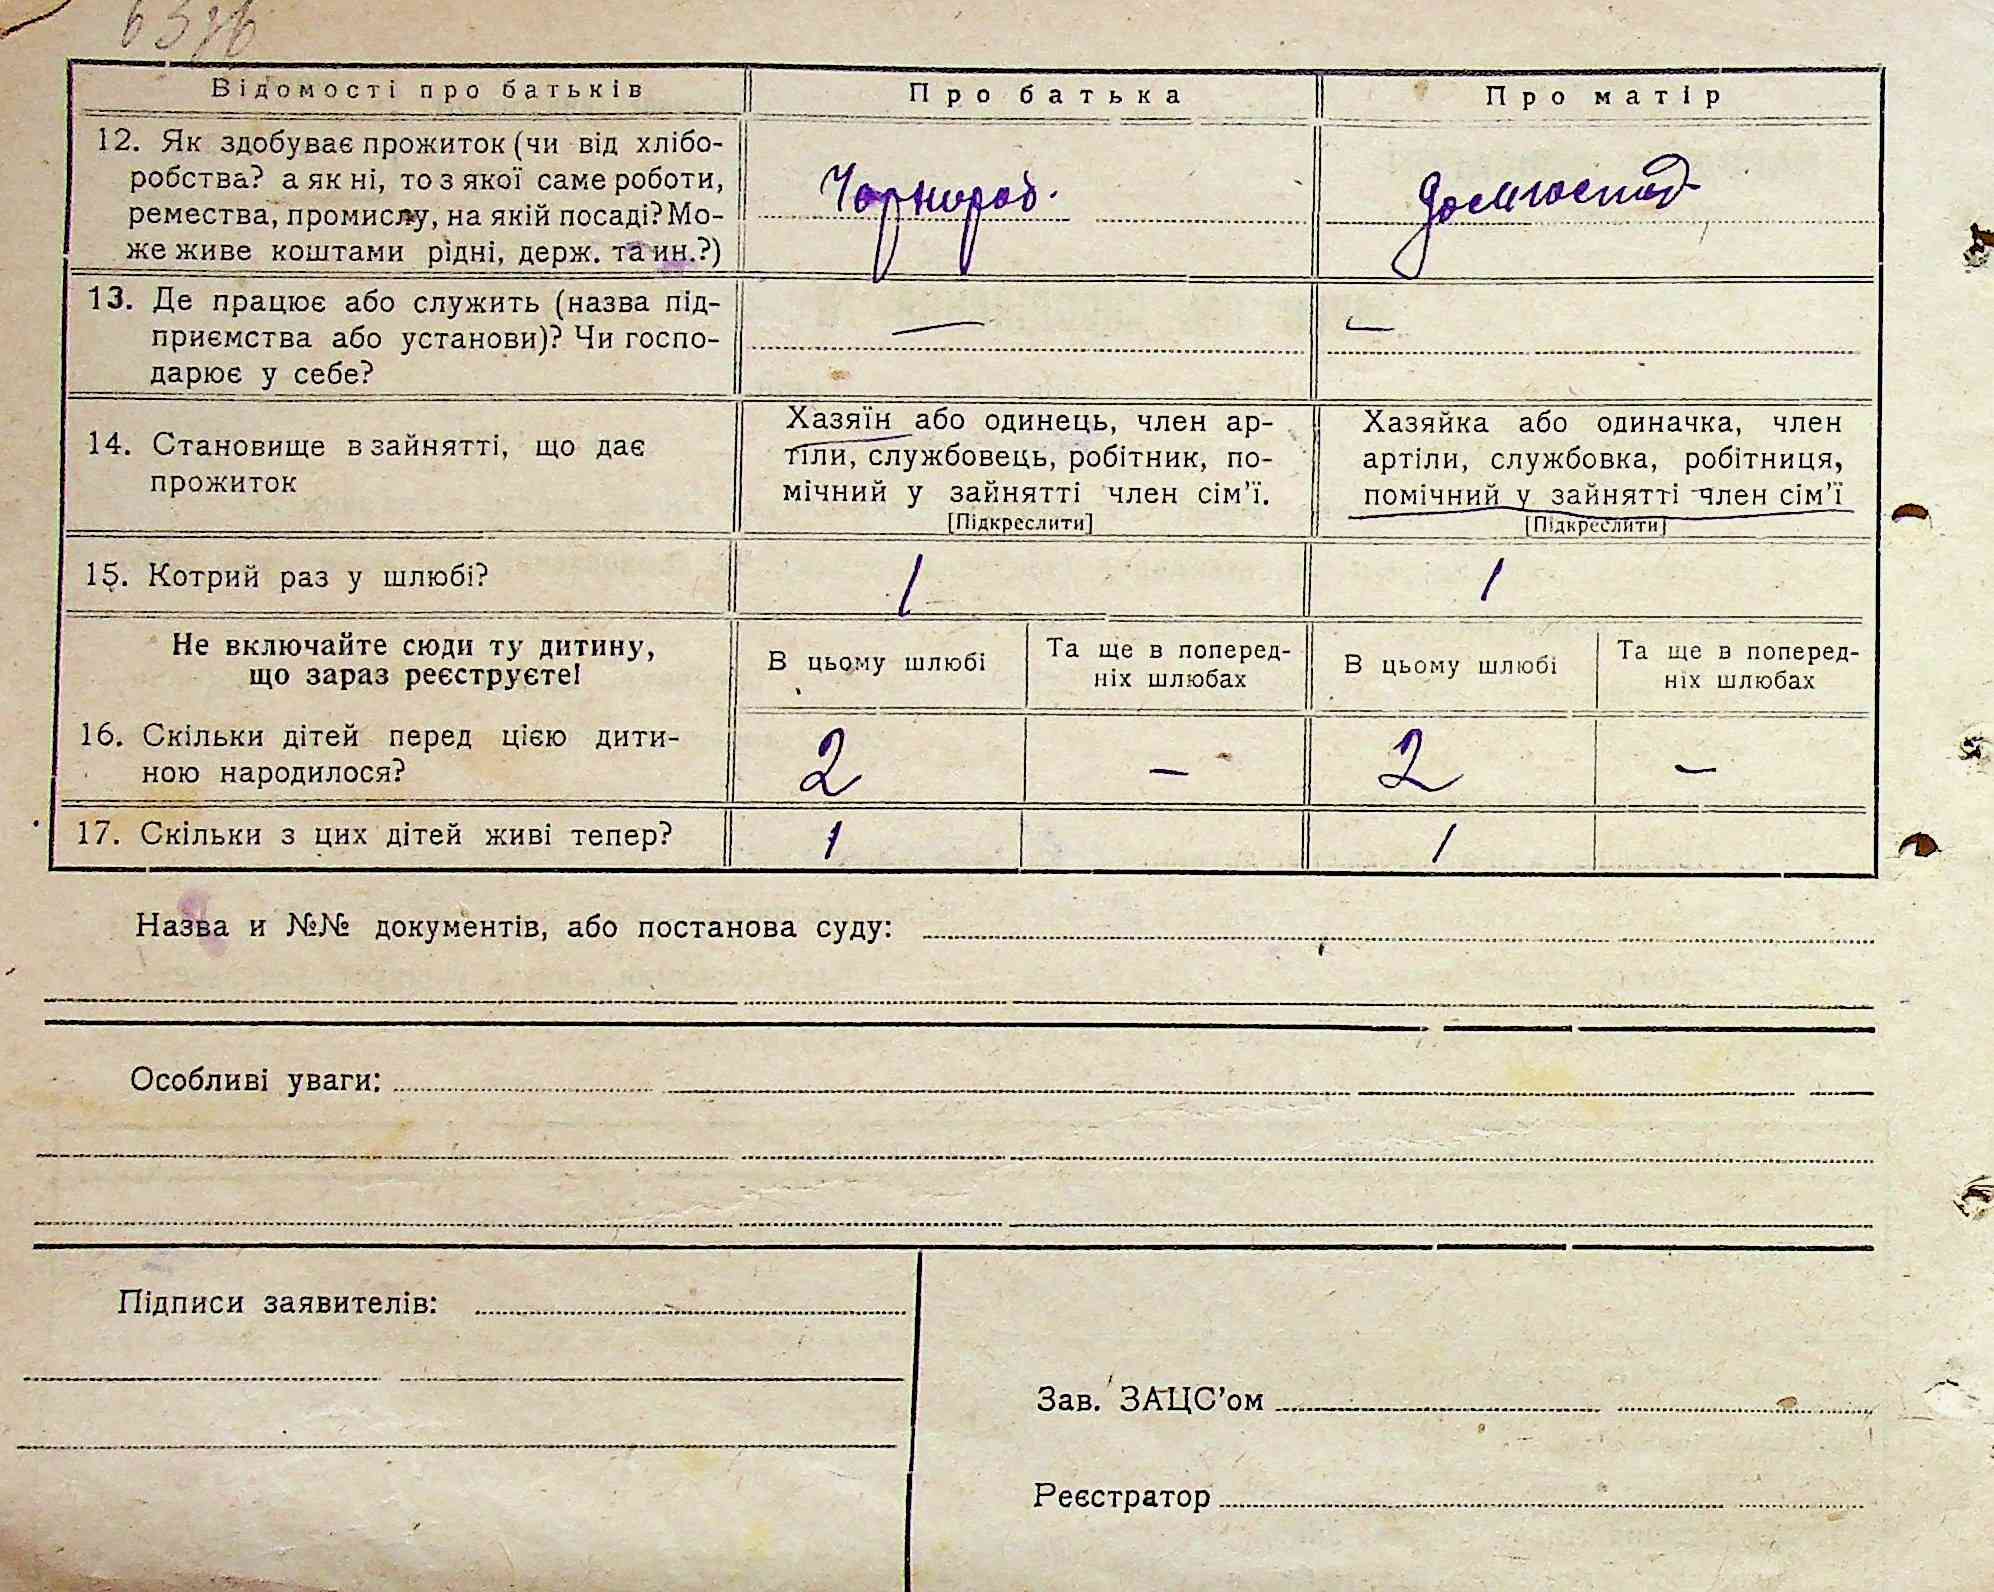 6376
Відомості про батьків Про батька Про матір
12. Як здобуває прожиток (чи від хлібо-
робства? а як ні, то з якої саме роботи,
ремества, промислу, на якій посаді? Мо-
же живе коштами рідні, держ. та ин.?)
Чорнороб. Домгоспод
13. Де працює або служить (назва під-
приємства або установи)? Чи госпо-
дарює у себе?
— —
14. Становище в зайнятті, що дає
прожиток
Хазяїн або одинець, член ар-
тіли, службовець, робітник, по-
мічний у зайнятті член сім'ї.
[Підкреслити]
Хазяйка або одиначка, член
артіли, службовка, робітниця,
помічний у зайнятті член сім'ї
[Підкреслити]
15. Котрий раз у шлюбі? 1 1
Не включайте сюди ту дитину,
що зараз реєструєте!
В цьому шлюбі Та ще в поперед-
ніх шлюбах
В цьому шлюбі Та ще в поперед-
ніх шлюбах
16. Скільки дітей перед цією дити-
ною народилося?
2 — 2 —
17. Скільки з цих дітей живі тепер? 1 1
Назва и №№ документів, або постанова суду:
Особливі уваги:
Підписи заявителів:
Зав. ЗАЦС'ом
Реєстратор